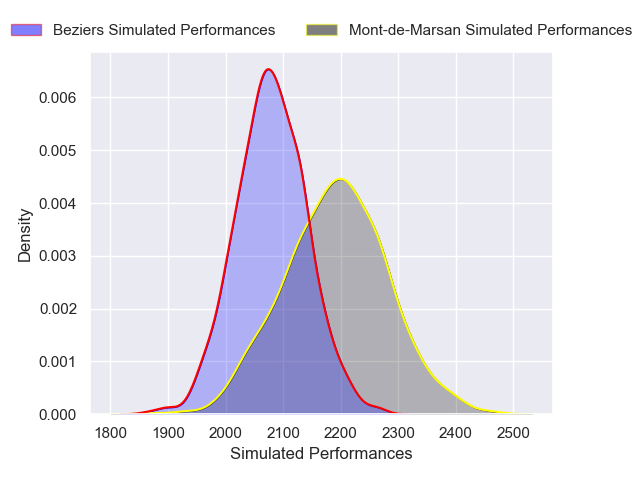 Beziers Simulated Performances
Mont-de-Marsan Simulated Performances
0.006
0.005
0.004
0.003
0.002
0.001
0.000
Density
1800 1900 2000 2100 2200 2300 2400 2500
Simulated Performances